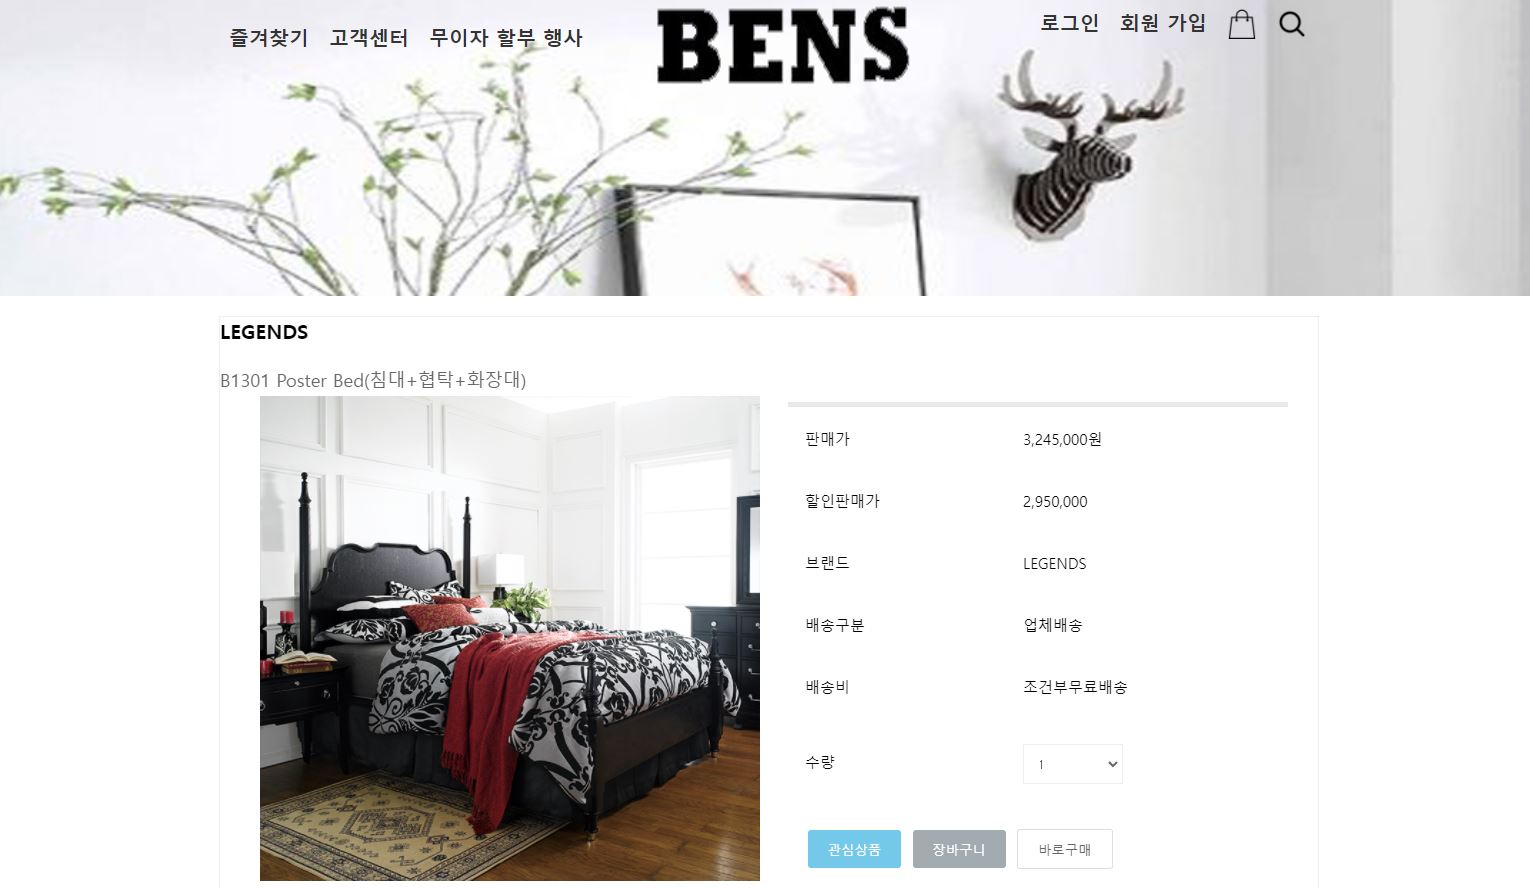 즐겨찾기 고객센터 무이자 할부 행사
BENS
로그인 회원 가입
LEGENDS
B1301 Poster Bed(침대+협탁+화장대)
판매가 3,245,000원
할인판매가 2,950,000
브랜드 LEGENDS
배송구분 업체배송
배송비 조건부무료배송
수량 1
관심상품 장바구니 바로구매